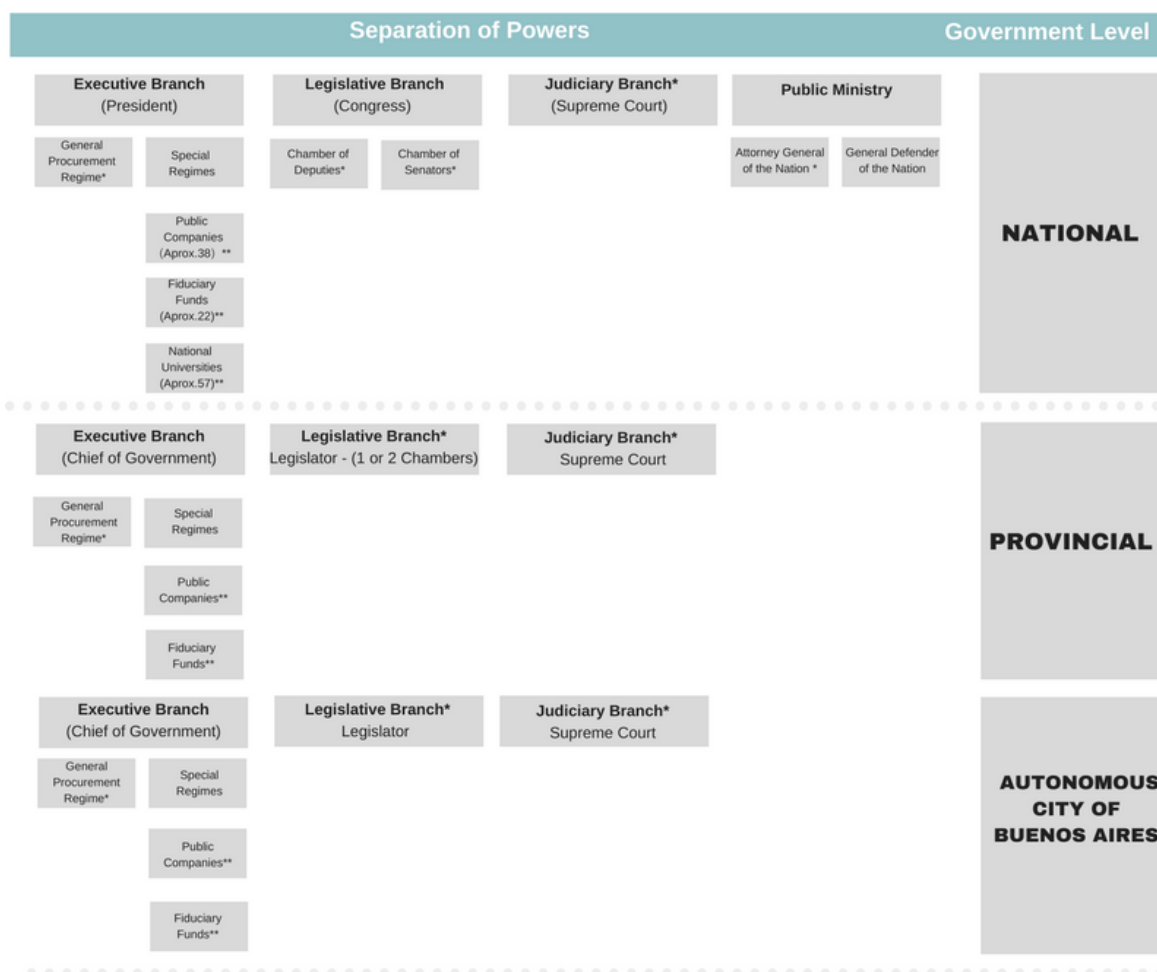 Separation of Powers
Government Level
Executive Branch
(President)
Legislative Branch
(Congress)
Judiciary Branch*
(Supreme Court)
Public Ministry
General
Procurement
Regime*
Special
Regimes
Chamber of
Deputies*
Chamber of
Senators*
Attorney General
of the Nation *
General Defender
of the Nation
Public
Companies
(Aprox.38) **
Fiduciary
Funds
(Aprox.22)**
National
Universities
(Aprox.57)**
NATIONAL
Executive Branch
(Chief of Government)
Legislative Branch*
Legislator - (1 or 2 Chambers)
Judiciary Branch*
Supreme Court
General
Procurement
Regime*
Special
Regimes
Public
Companies**
Fiduciary
Funds**
PROVINCIAL
Executive Branch
(Chief of Government)
Legislative Branch*
Legislator
Judiciary Branch*
Supreme Court
General
Procurement
Regime*
Special
Regimes
Public
Companies**
Fiduciary
Funds**
AUTONOMOUS
CITY OF
BUENOS AIRES